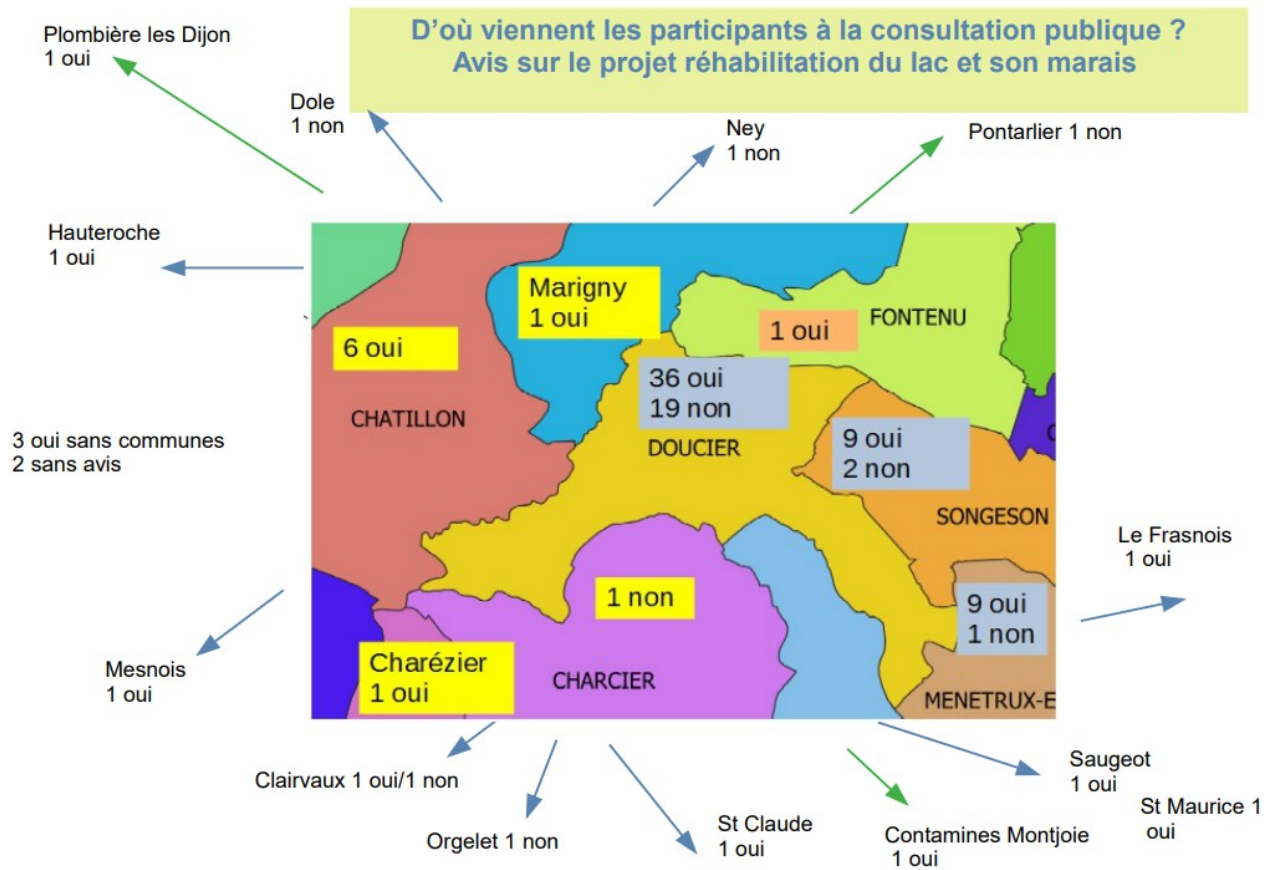 D'où viennent les participants à la consultation publique ?
Avis sur le projet réhabilitation du lac et son marais
Plombière les Dijon
1 oui
Dole
1 non
Ney
1 non
Pontarlier 1 non
Hauteroche
1 oui
Marigny
1 oui
1 oui
FONTENU
6 oui
36 oui
19 non
CHATILLON
DOUCIER
9 oui
2 non
3 oui sans communes
2 sans avis
SONGESON
Le Frasnois
1 oui
1 non
9 oui
1 non
Mesnois
1 oui
Charézier
1 oui
CHARCIER
MENETRUX-E
Clairvaux 1 oui/1 non
Orgelet 1 non
St Claude
1 oui
Contamines Montjoie
1 oui
Saugeot
1 oui
St Maurice 1
oui